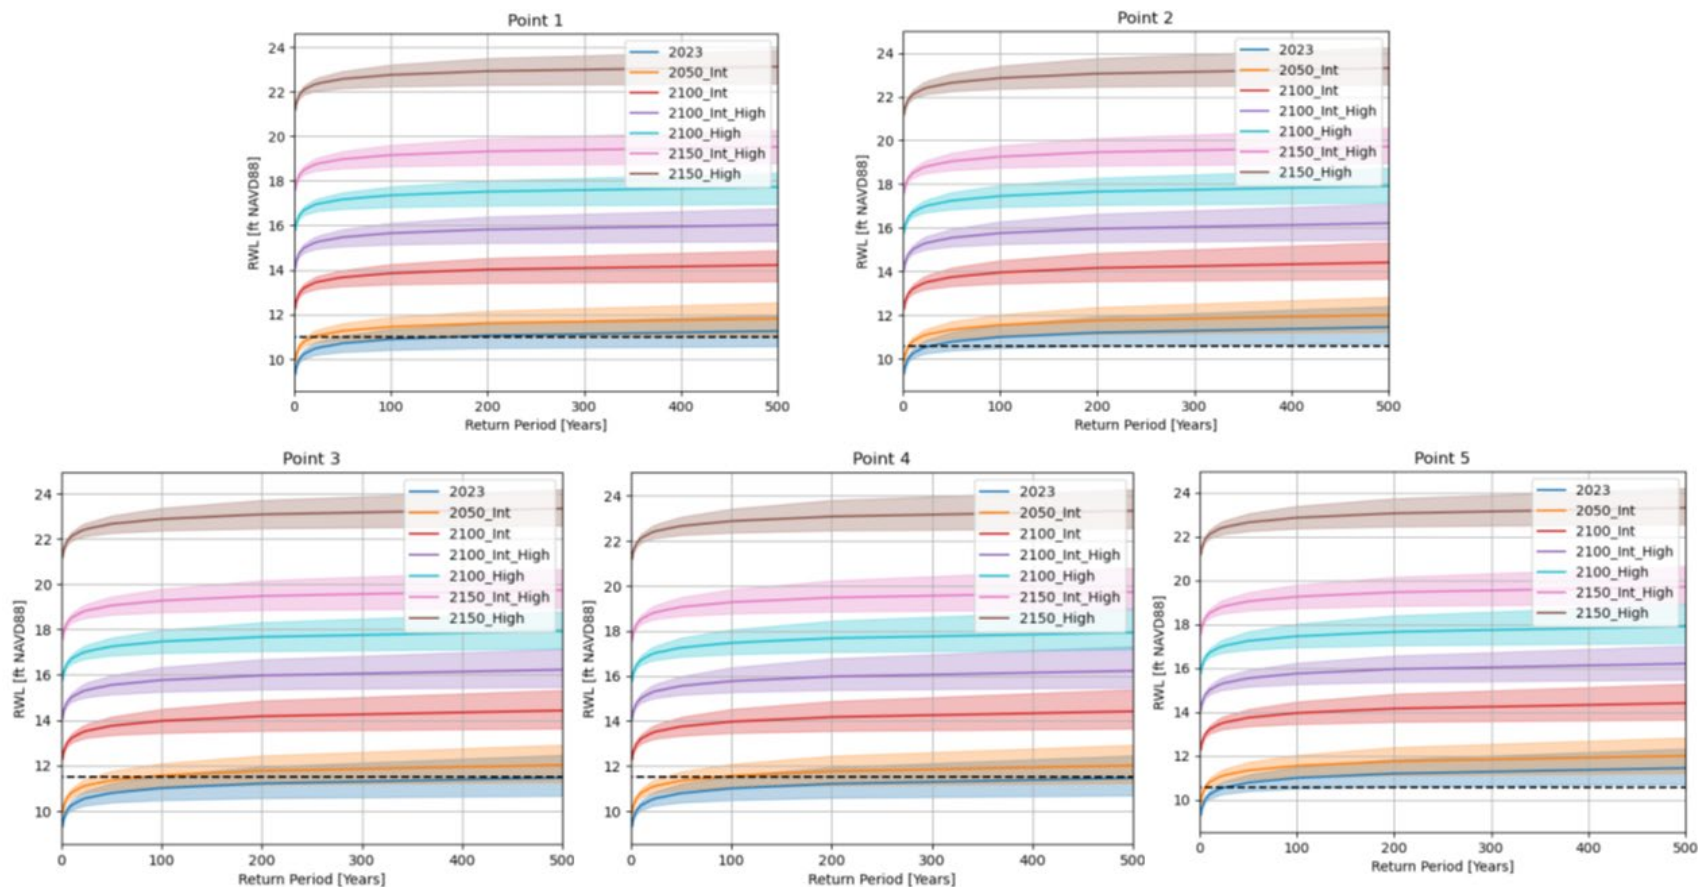 Point 1
24
22
20
18
16
14
12
10
RWL [ft NAVD88]
0 100 200 300 400 500
Return Period [Years]
2023
2050_Int
2100_Int
2100_Int_High
2100_High
2150_Int_High
2150_High
Point 2
24
22
20
18
16
14
12
10
RWL [ft NAVD88]
0 100 200 300 400 500
Return Period [Years]
2023
2050_Int
2100_Int
2100_Int_High
2100_High
2150_Int_High
2150_High
Point 3
24
22
20
18
16
14
12
10
RWL [ft NAVD88]
0 100 200 300 400 500
Return Period [Years]
2023
2050_Int
2100_Int
2100_Int_High
2100_High
2150_Int_High
2150_High
Point 4
24
22
20
18
16
14
12
10
RWL [ft NAVD88]
0 100 200 300 400 500
Return Period [Years]
2023
2050_Int
2100_Int
2100_Int_High
2100_High
2150_Int_High
2150_High
Point 5
24
22
20
18
16
14
12
10
RWL [ft NAVD88]
0 100 200 300 400 500
Return Period [Years]
2023
2050_Int
2100_Int
2100_Int_High
2100_High
2150_Int_High
2150_High